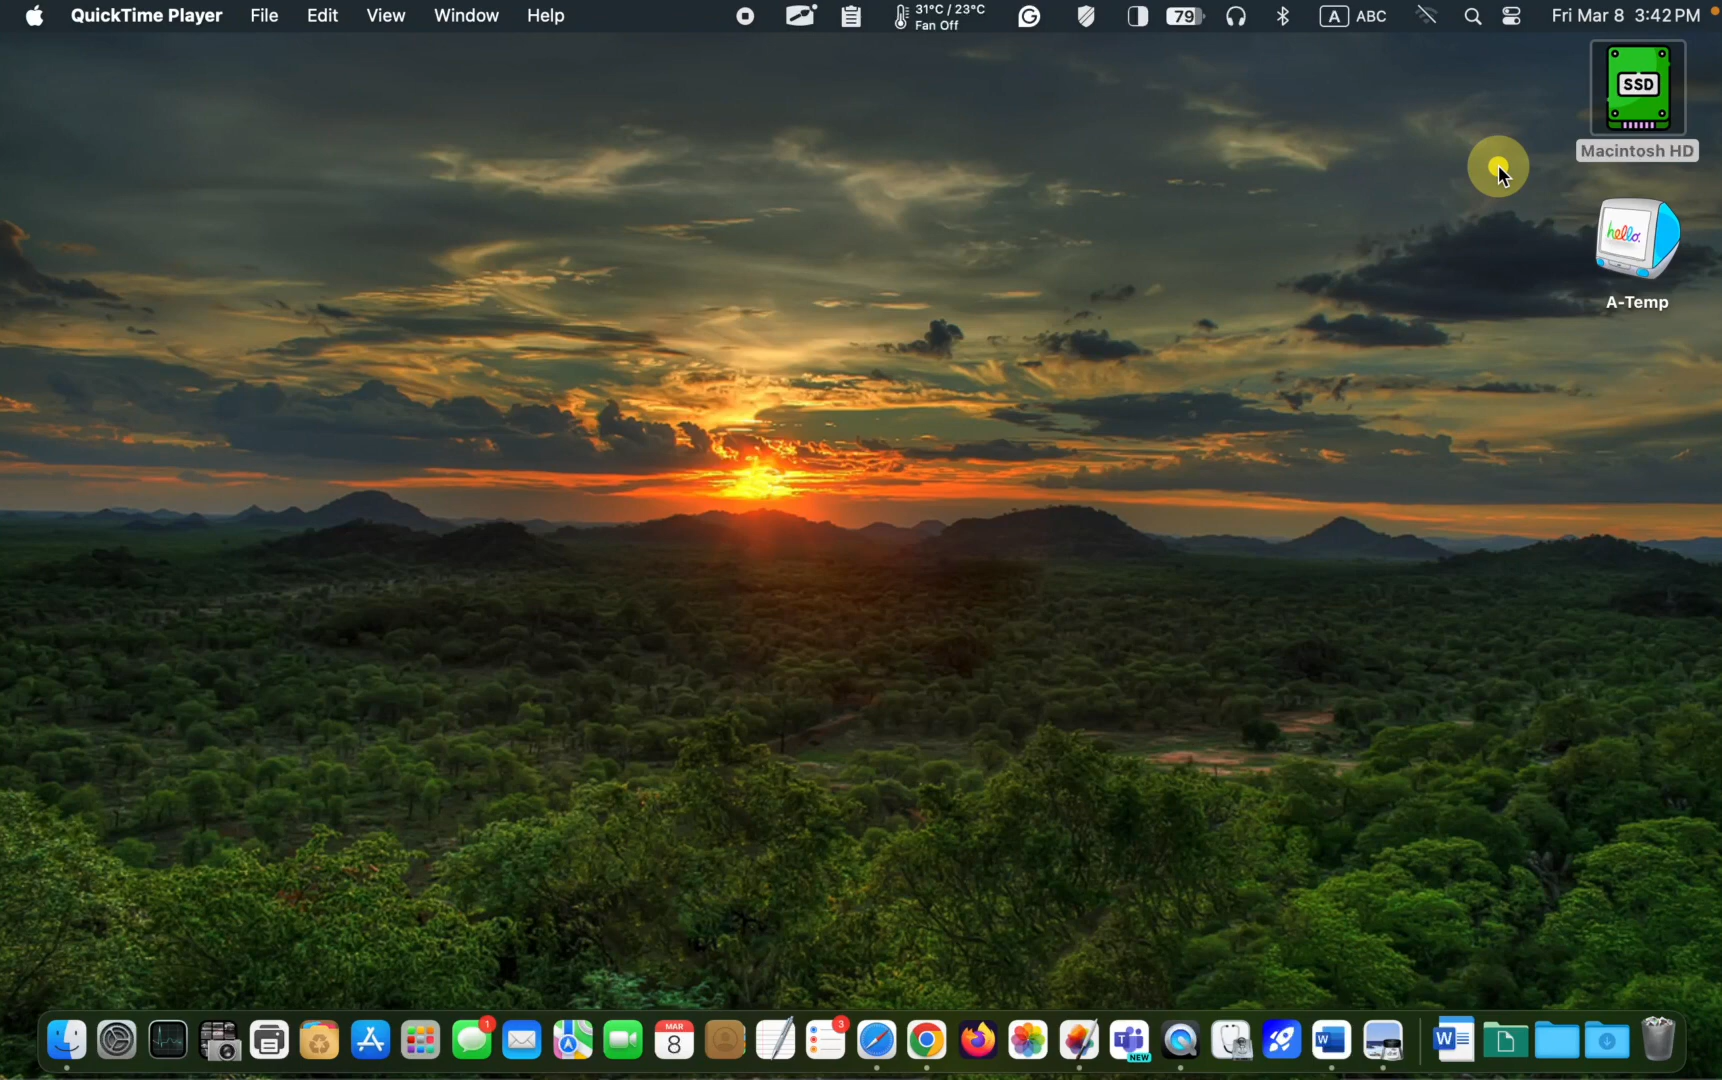 QuickTime Player File Edit View Window Help 31°C / 23°C 79 A ABC Fri Mar 8 3:42 PM
Fan Off
SSD
Macintosh HD
hello.
A-Temp
1 MAR 3
8 NEW W W